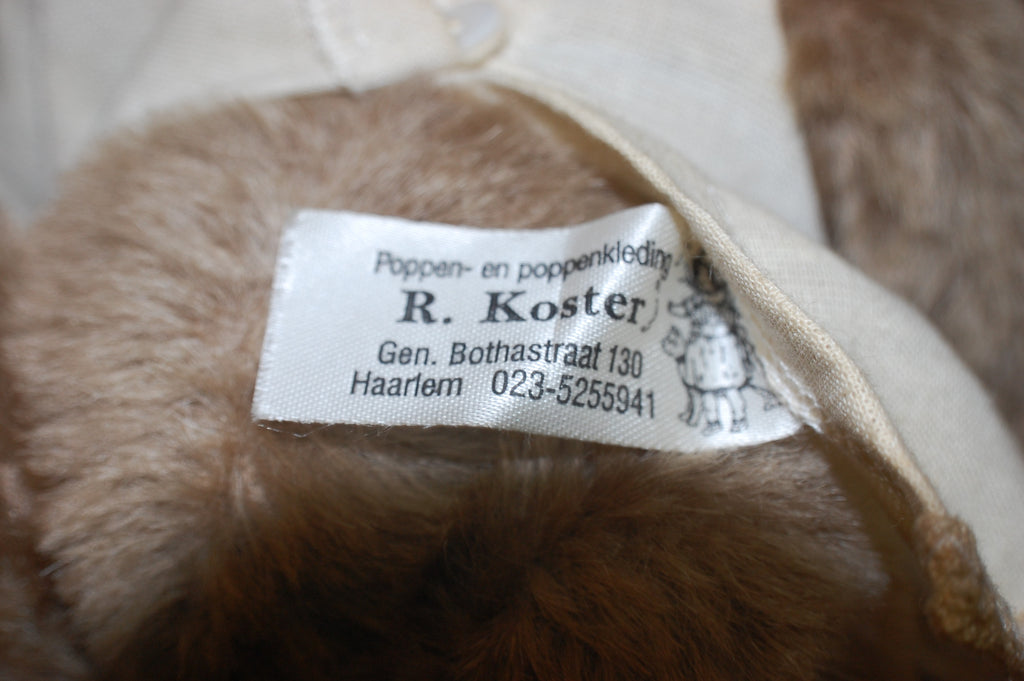 Poppen- en poppenkleding
R. Koster
Gen. Bothastraat 130
Haarlem 023-5255941